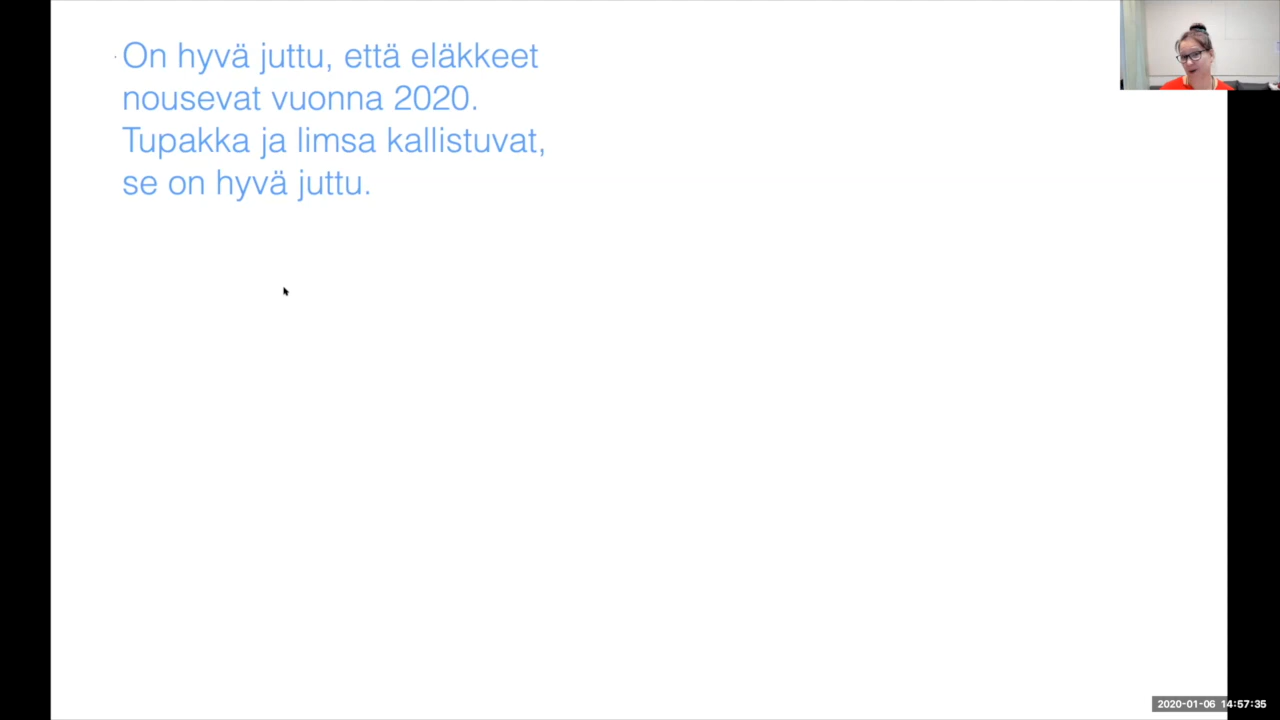 On hyvä juttu, että eläkkeet
nousevat vuonna 2020.
Tupakka ja limsa kallistuvat,
se on hyvä juttu.
2020-01-06 14:57:35